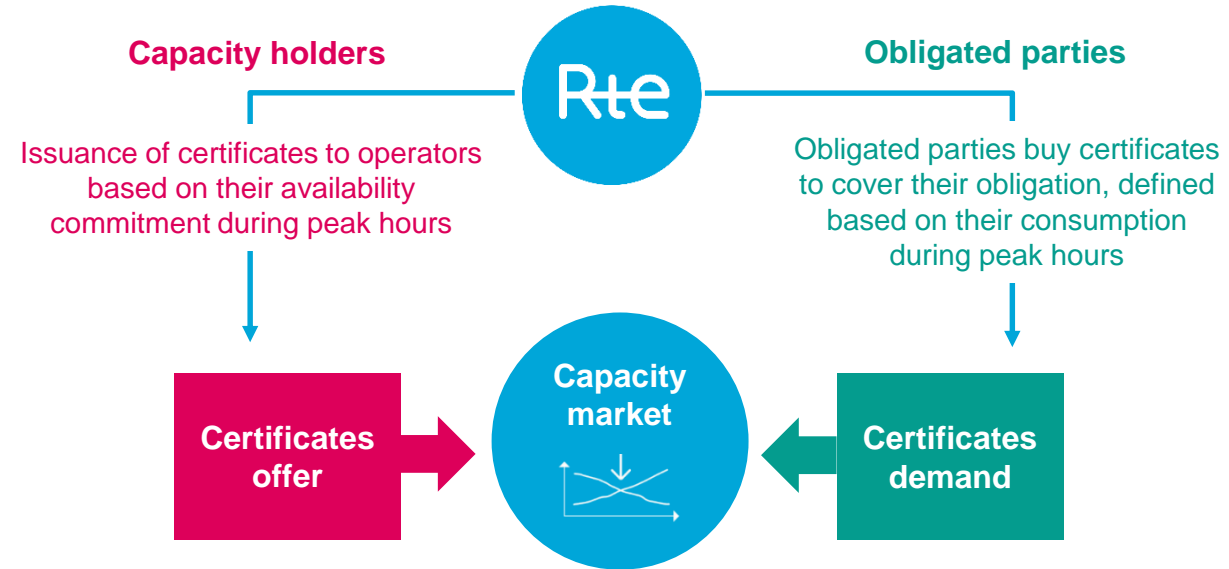 Capacity holders
Rte
Obligated parties
Issuance of certificates to operators
based on their availability
commitment during peak hours
Obligated parties buy certificates
to cover their obligation, defined
based on their consumption
during peak hours
Certificates
offer
Capacity
market
Certificates
demand